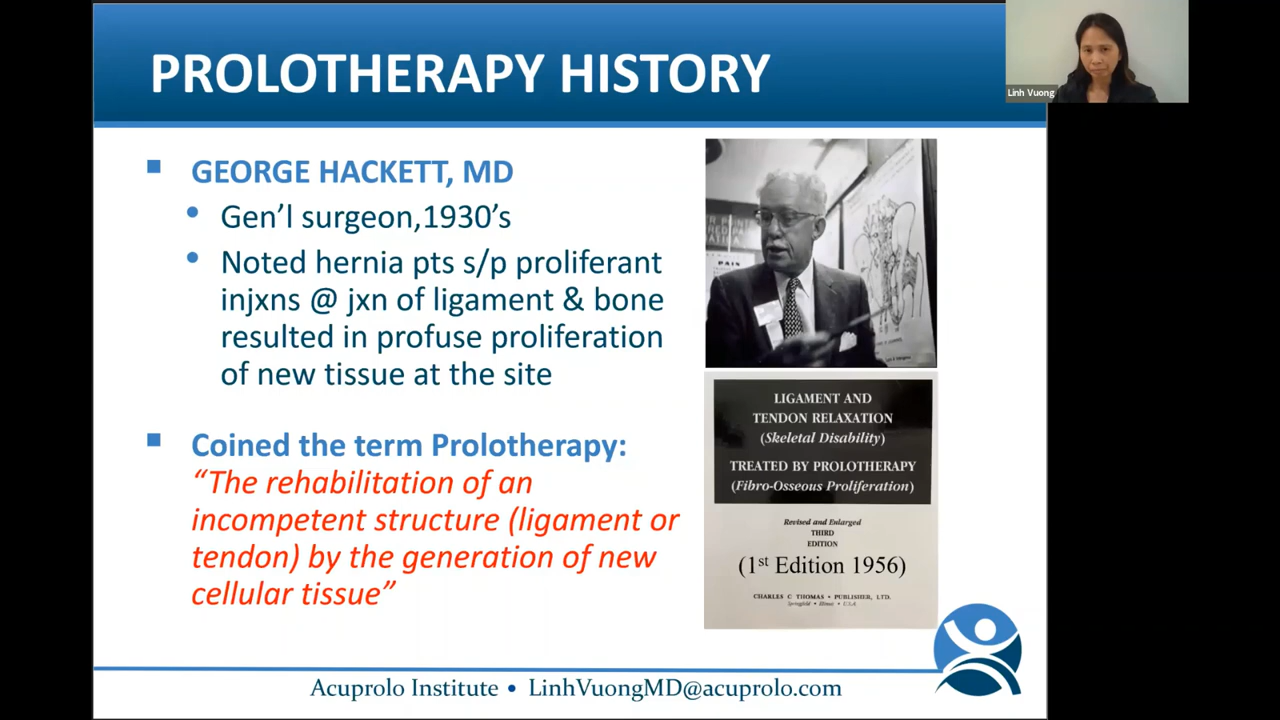 PROLOTHERAPY HISTORY
Linh Vuong
GEORGE HACKETT, MD
Gen’l surgeon,1930’s
Noted hernia pts s/p proliferant
injxns @ jxn of ligament & bone
resulted in profuse proliferation
of new tissue at the site
Coined the term Prolotherapy:
“The rehabilitation of an
incompetent structure (ligament or
tendon) by the generation of new
cellular tissue”
PAIN
LIGAMENT AND
TENDON RELAXATION
(Skeletal Disability)
TREATED BY PROLOTHERAPY
(Fibro-Osseous Proliferation)
Revised and Enlarged
THIRD
EDITION
(1st Edition 1956)
CHARLES C THOMAS • PUBLISHER, LTD.
Springfield • Illinois • U.S.A.
Acuprolo Institute • LinhVuongMD@acuprolo.com